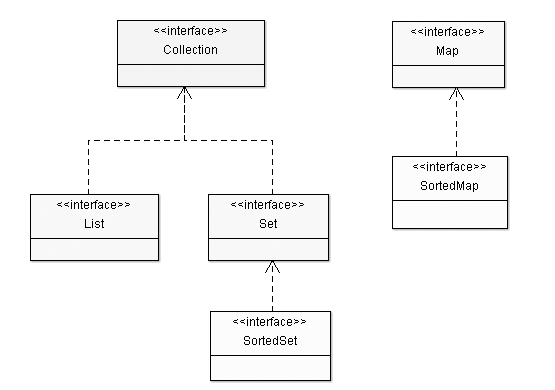 <<interface>>
Collection
<<interface>>
Map
<<interface>>
SortedMap
<<interface>>
List
<<interface>>
Set
<<interface>>
SortedSet